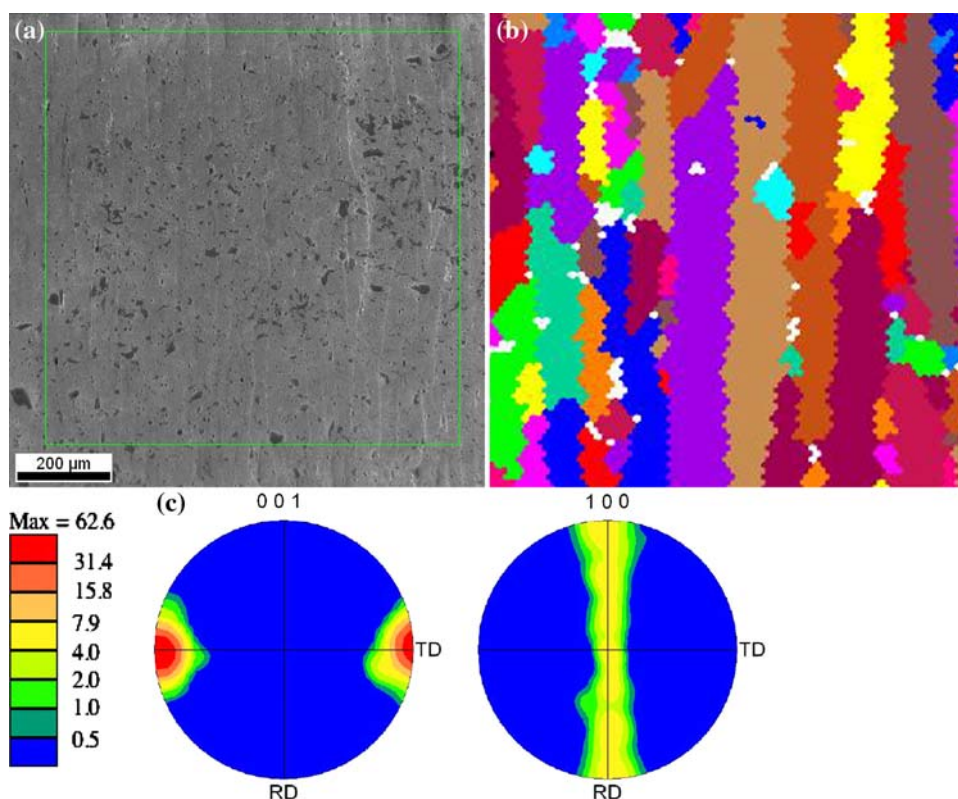 (a)
(b)
200 µm
(c)
0 0 1
1 0 0
Max = 62.6
31.4
15.8
7.9
4.0
2.0
1.0
0.5
TD
TD
RD
RD